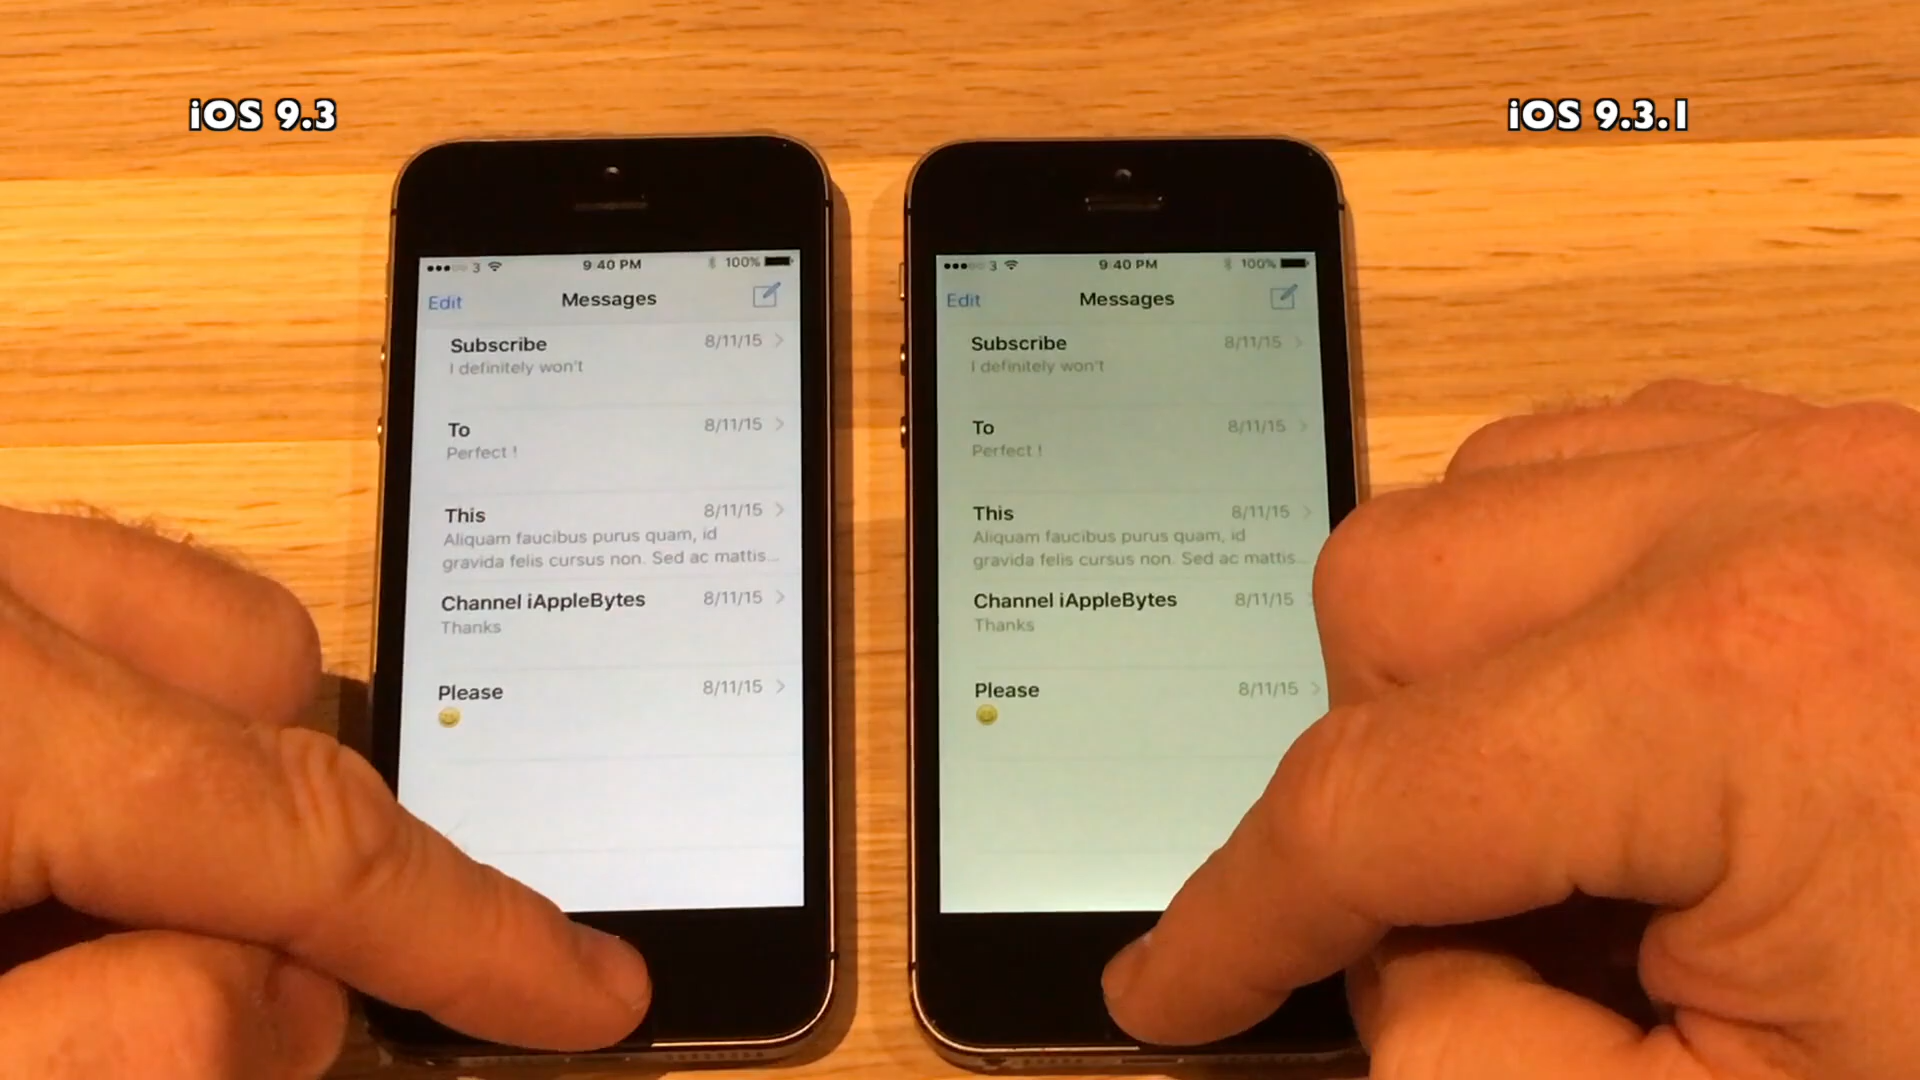 iOS 9.3
iOS 9.3.1
3 9:40 PM 100%
Edit Messages
Subscribe 8/11/15
I definitely won't
To 8/11/15
Perfect !
This 8/11/15
Aliquam faucibus purus quam, id
gravida felis cursus non. Sed ac mattis...
Channel iAppleBytes 8/11/15
Thanks
Please 8/11/15
3 9:40 PM 100%
Edit Messages
Subscribe 8/11/15
I definitely won't
To 8/11/15
Perfect !
This 8/11/15
Aliquam faucibus purus quam, id
gravida felis cursus non. Sed ac mattis...
Channel iAppleBytes 8/11/15
Thanks
Please 8/11/15